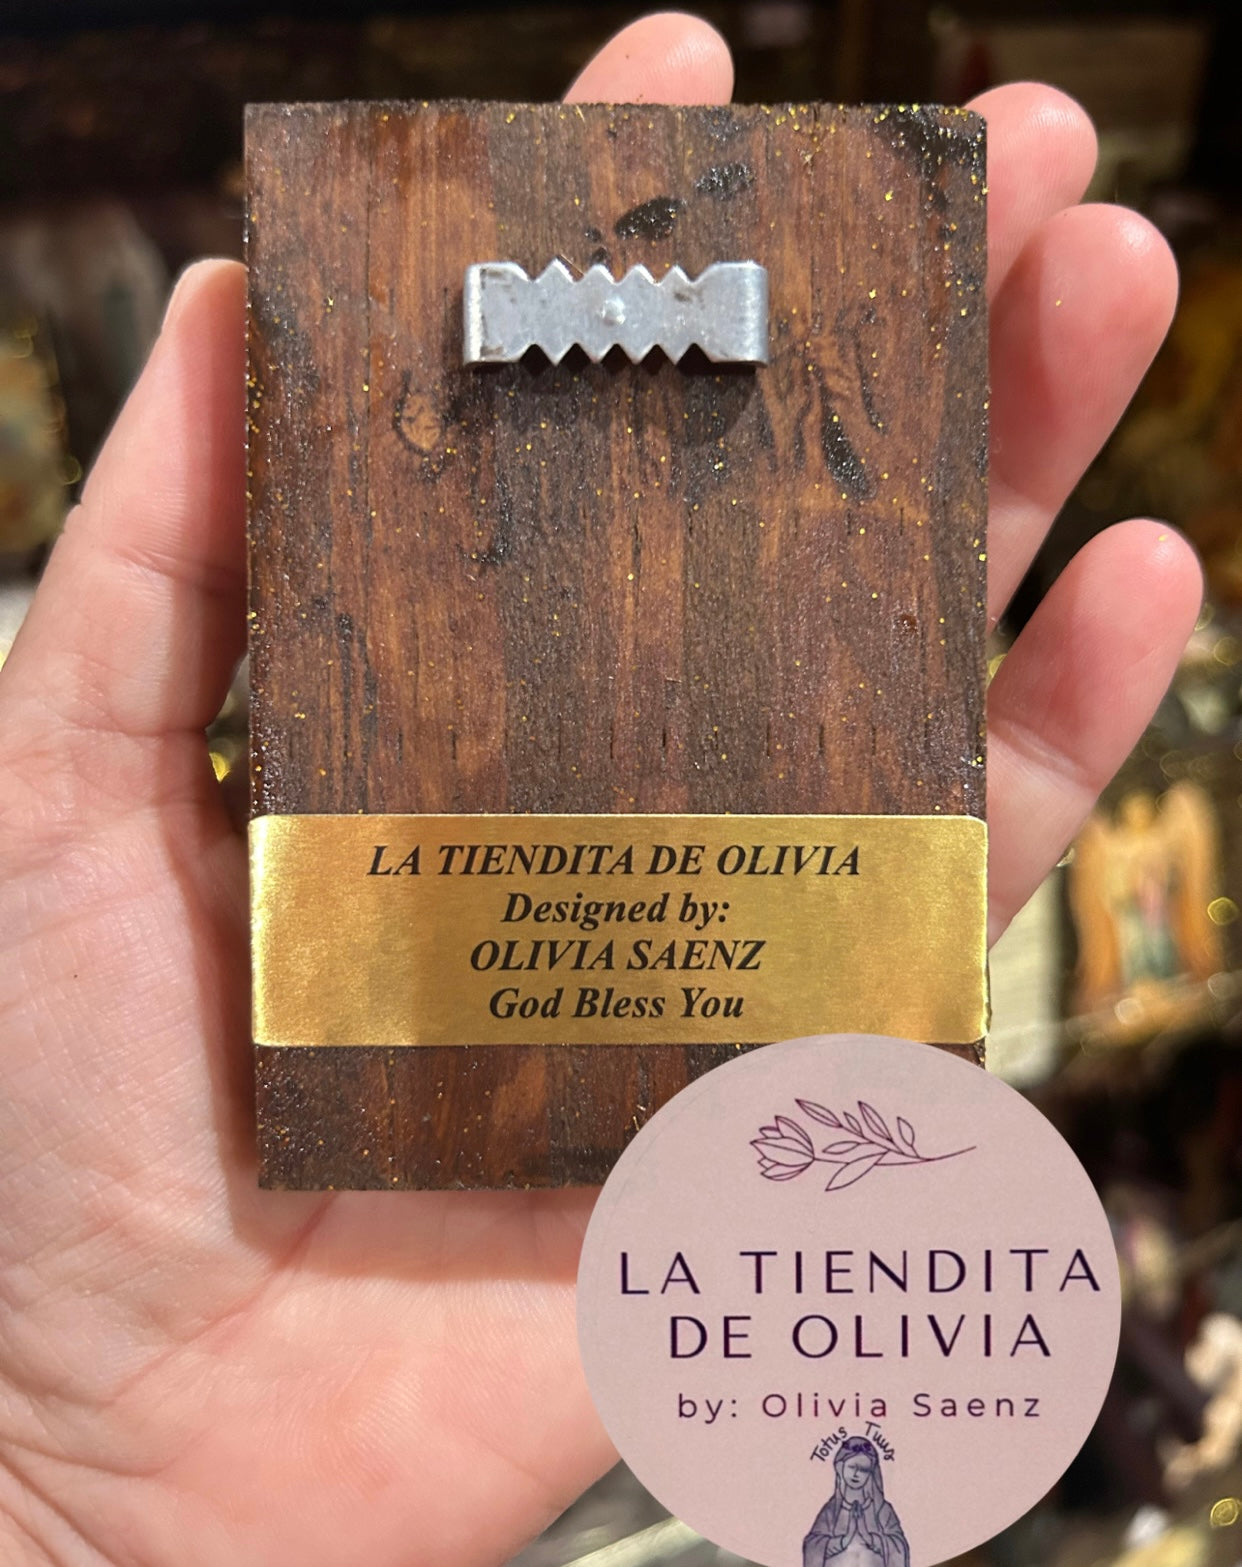 LA TIENDITA DE OLIVIA
Designed by:
OLIVIA SAENZ
God Bless You
LA TIENDITA
DE OLIVIA
by: Olivia Saenz
Totus Tuus